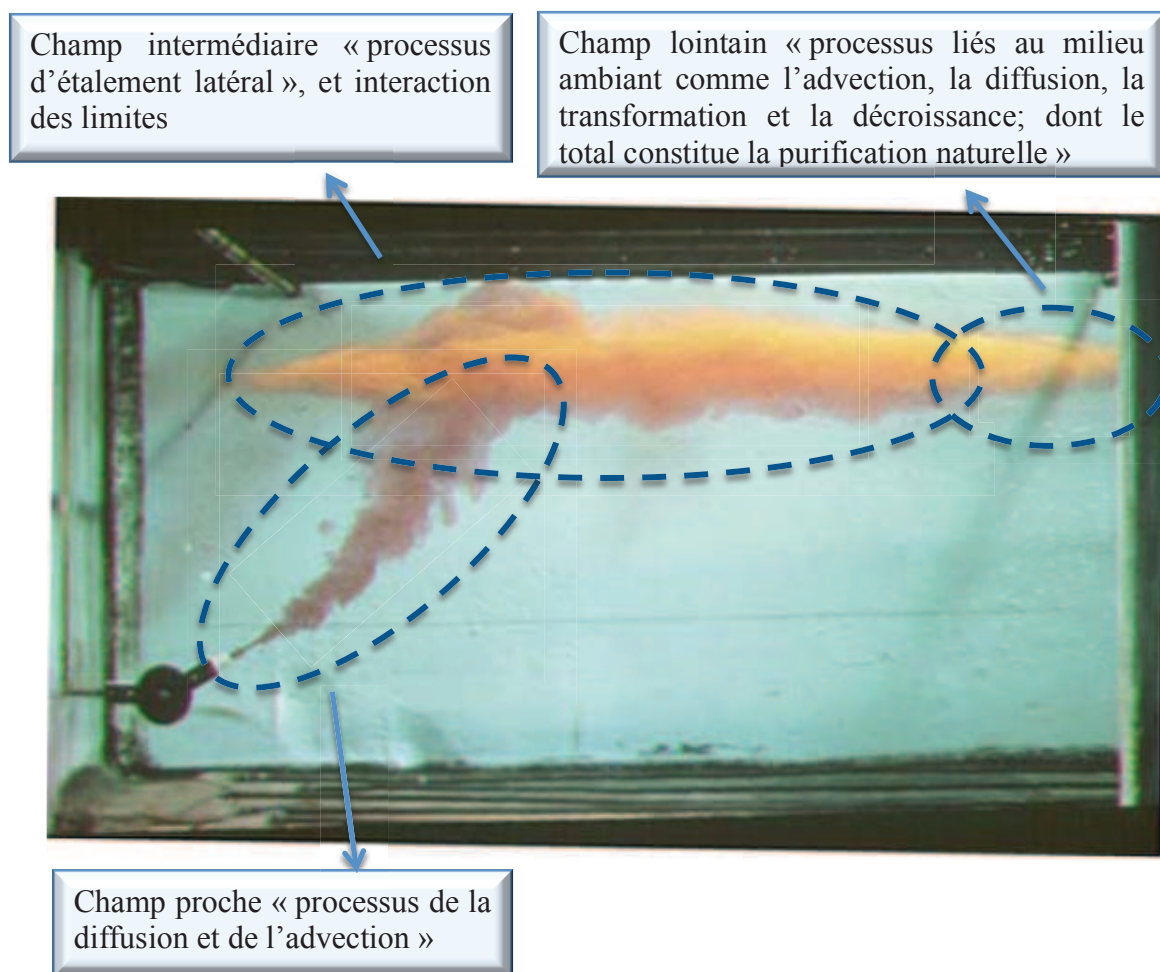 Champ intermédiaire « processus
d’étalement latéral », et interaction
des limites
Champ lointain « processus liés au milieu
ambiant comme l’advection, la diffusion, la
transformation et la décroissance; dont le
total constitue la purification naturelle »
Champ proche « processus de la
diffusion et de l’advection »